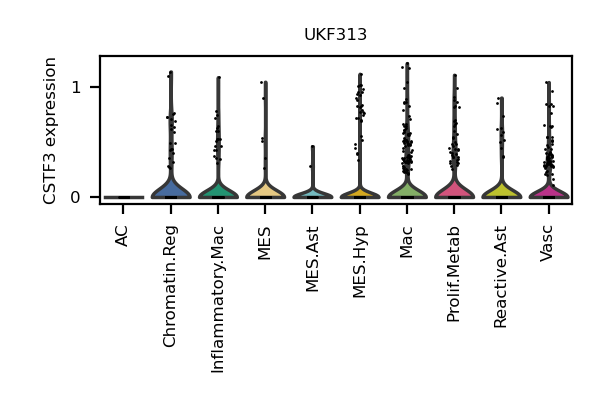 UKF313
CSTF3 expression
1
0
AC
Chromatin.Reg
Inflammatory.Mac
MES
MES.Ast
MES.Hyp
Mac
Prolif.Metab
Reactive.Ast
Vasc